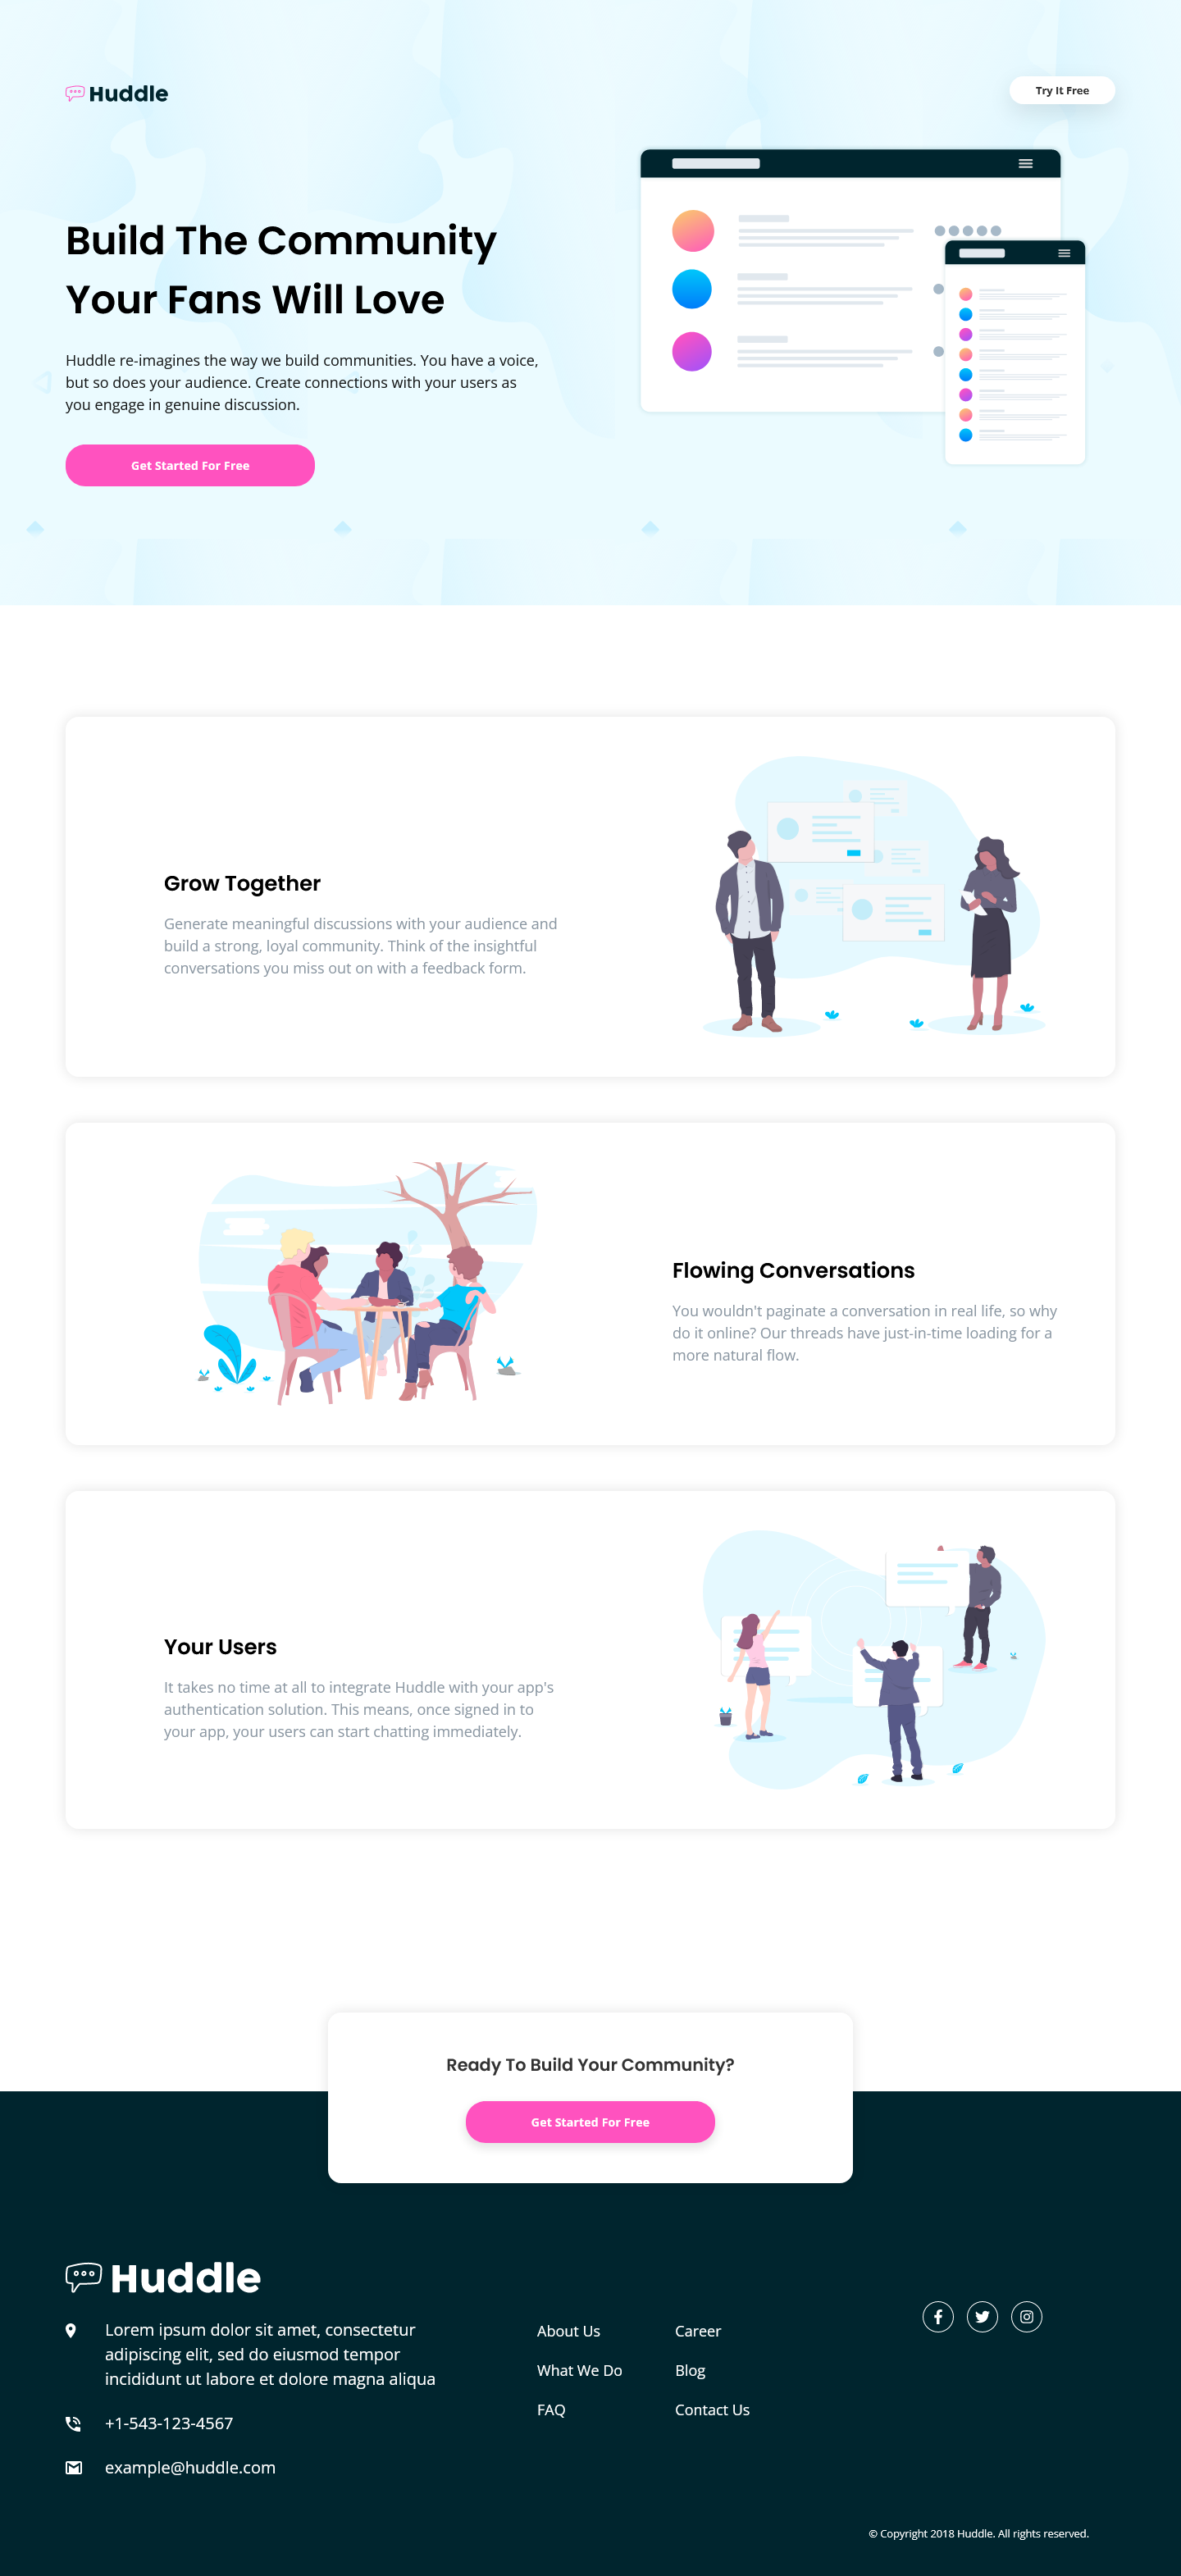 Huddle
Try It Free
Build The Community
Your Fans Will Love
Huddle re-imagines the way we build communities. You have a voice,
but so does your audience. Create connections with your users as
you engage in genuine discussion.
Get Started For Free
Grow Together
Generate meaningful discussions with your audience and
build a strong, loyal community. Think of the insightful
conversations you miss out on with a feedback form.
Flowing Conversations
You wouldn't paginate a conversation in real life, so why
do it online? Our threads have just-in-time loading for a
more natural flow.
Your Users
It takes no time at all to integrate Huddle with your app's
authentication solution. This means, once signed in to
your app, your users can start chatting immediately.
Ready To Build Your Community?
Get Started For Free
Huddle
Lorem ipsum dolor sit amet, consectetur
adipiscing elit, sed do eiusmod tempor
incididunt ut labore et dolore magna aliqua
+1-543-123-4567
example@huddle.com
About Us
What We Do
FAQ
Career
Blog
Contact Us
© Copyright 2018 Huddle. All rights reserved.